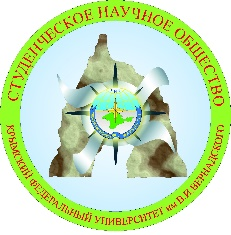 СТУДЕНЧЕСКОЕ НАУЧНОЕ ОБЩЕСТВО
КРЫМСКИЙ ФЕДЕРАЛЬНЫЙ УНИВЕРСИТЕТ им В.И ВЕРНАДСКОГО